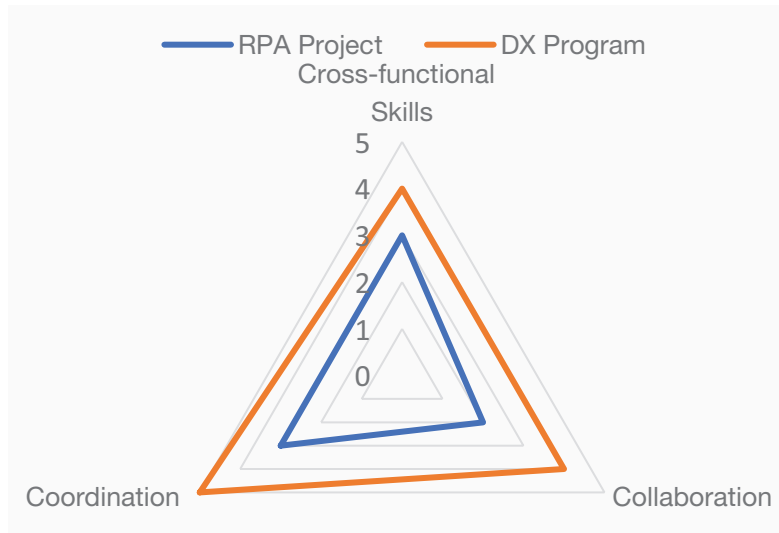 RPA Project DX Program
Cross-functional
Skills
5
4
3
2
1
0
Coordination Collaboration